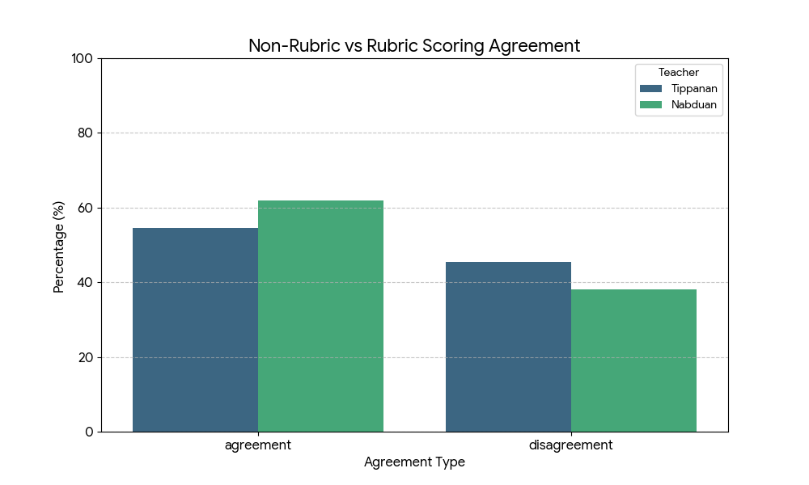 Non-Rubric vs Rubric Scoring Agreement
Teacher
Tippanan
Nabduan
100
80
60
40
20
0
Percentage (%)
agreement
disagreement
Agreement Type